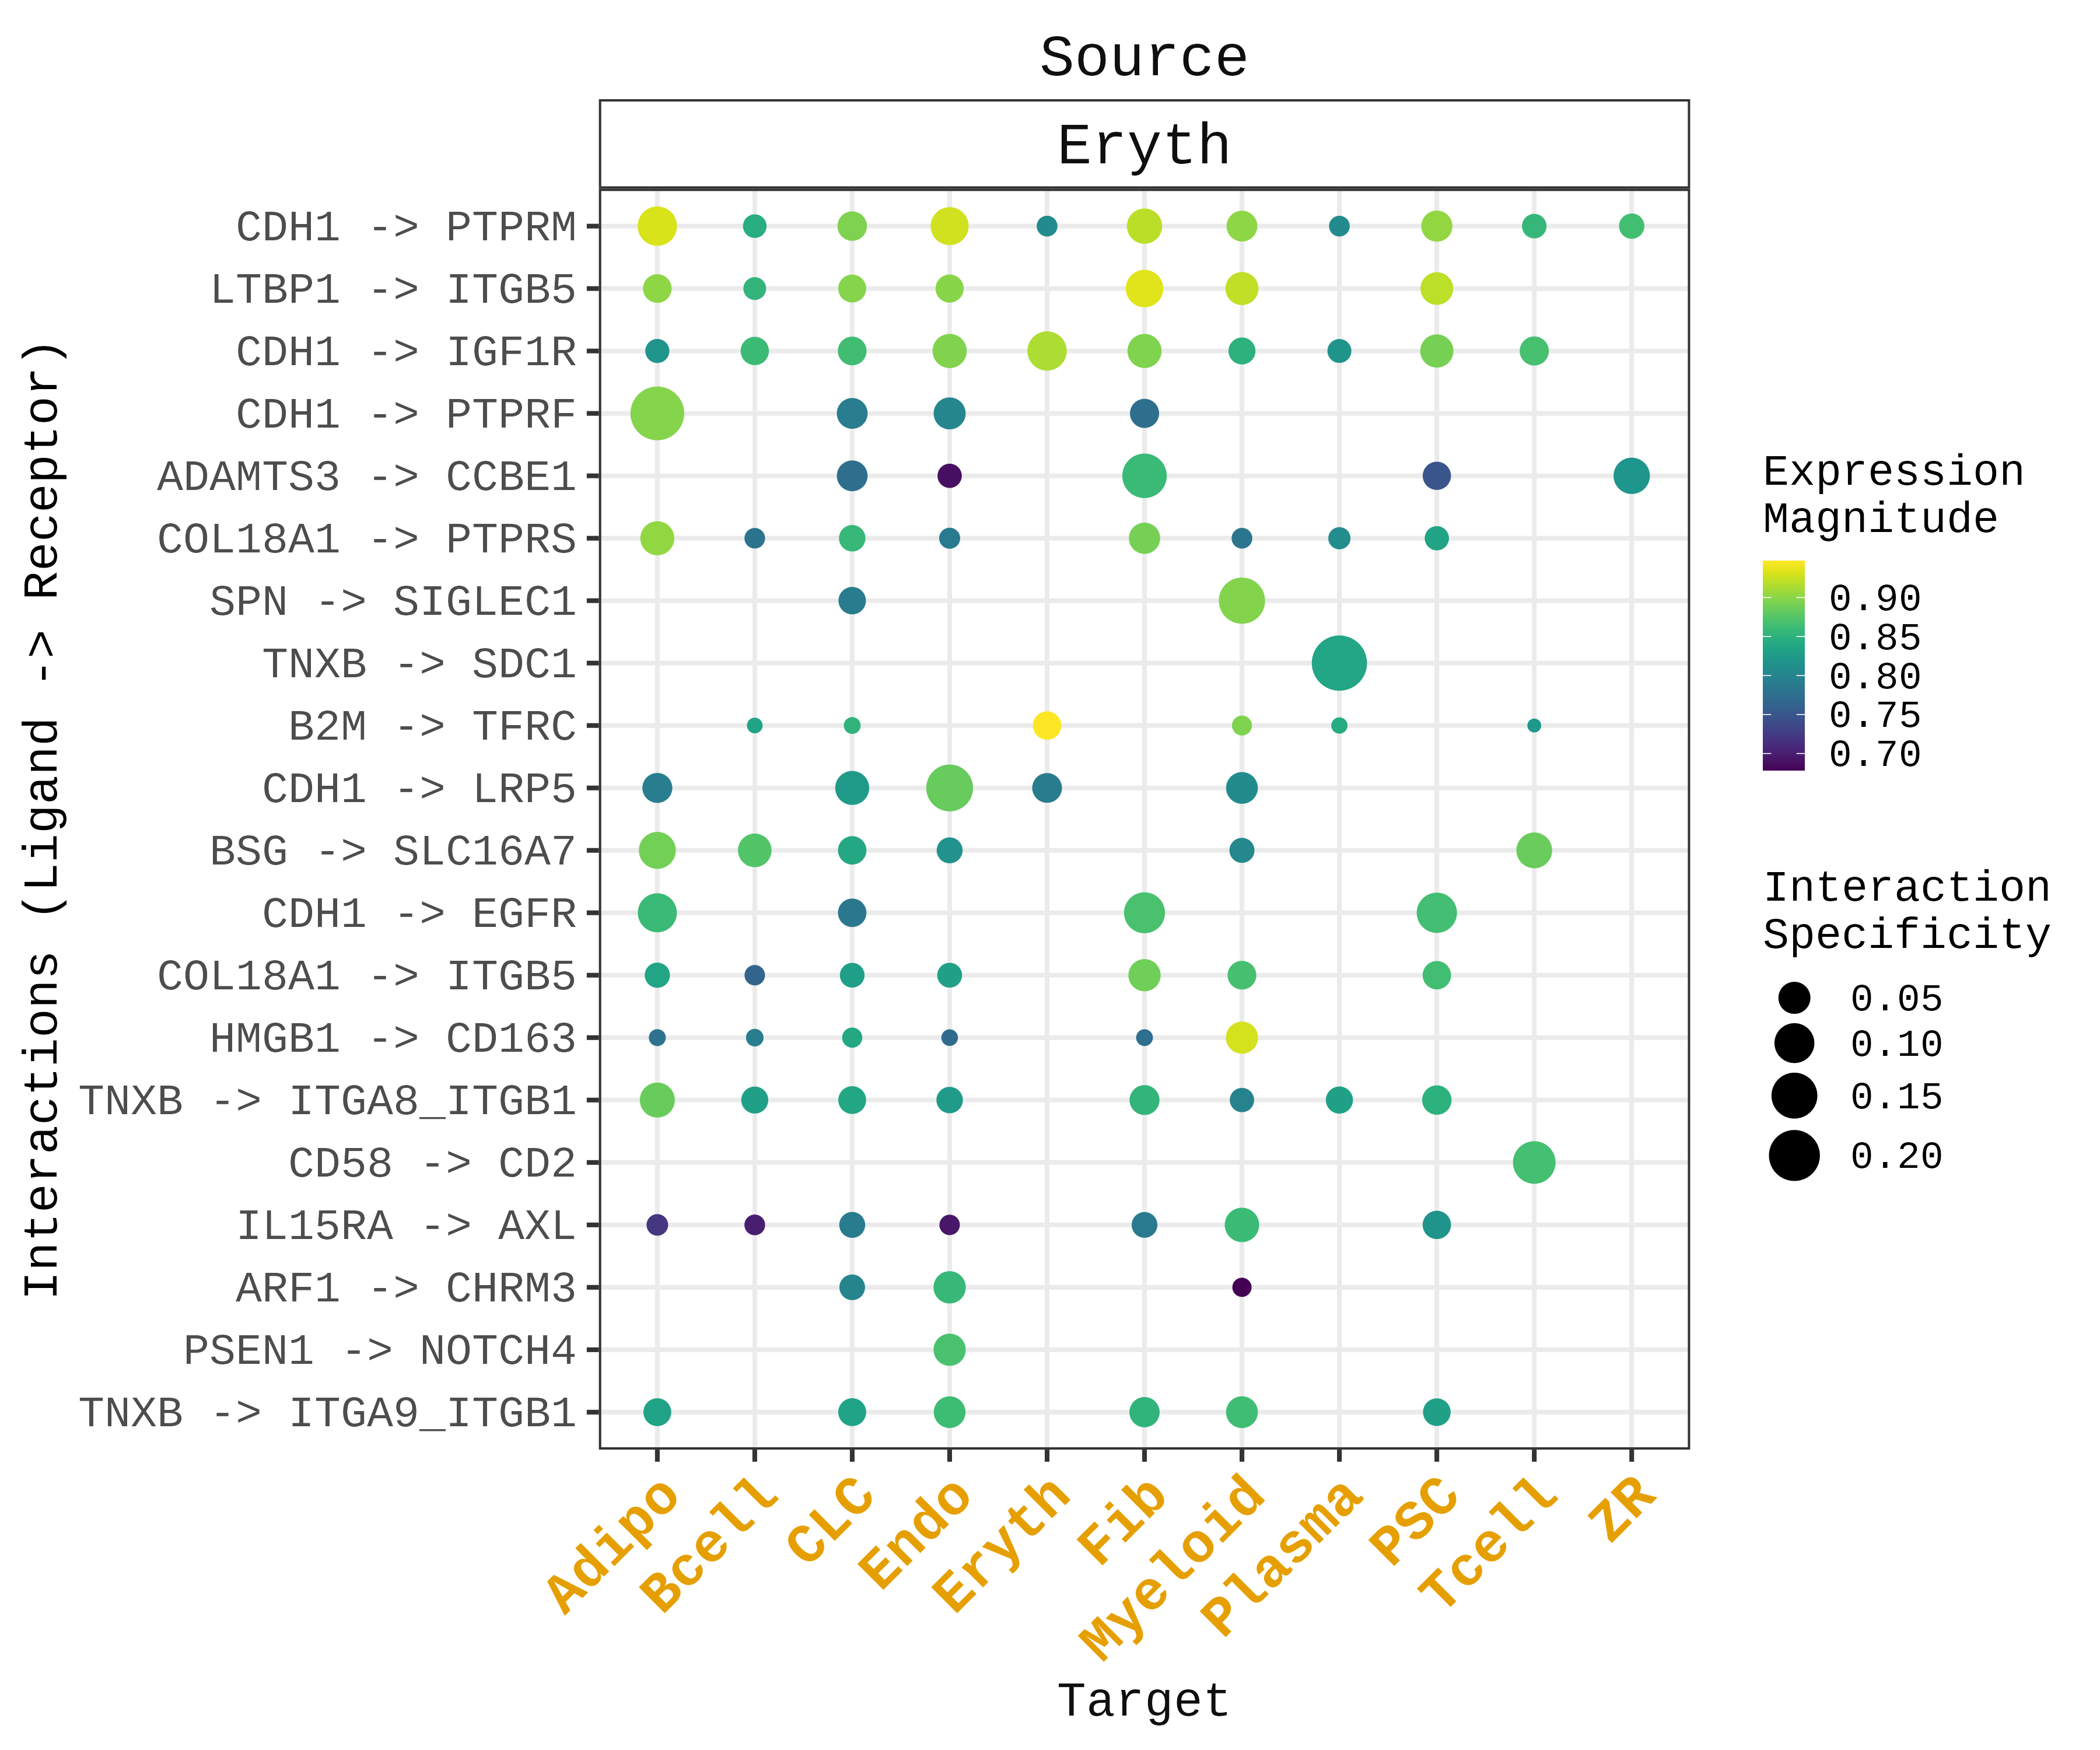 Source
Eryth
Interactions (Ligand -> Receptor)
CDH1 -> PTPRM
LTBP1 -> ITGB5
CDH1 -> IGF1R
CDH1 -> PTPRF
ADAMTS3 -> CCBE1
COL18A1 -> PTPRS
SPN -> SIGLEC1
TNXB -> SDC1
B2M -> TFRC
CDH1 -> LRP5
BSG -> SLC16A7
CDH1 -> EGFR
COL18A1 -> ITGB5
HMGB1 -> CD163
TNXB -> ITGA8_ITGB1
CD58 -> CD2
IL15RA -> AXL
ARF1 -> CHRM3
PSEN1 -> NOTCH4
TNXB -> ITGA9_ITGB1
Adipo
Bcell
CLC
Endo
Eryth
Fib
Myeloid
Plasma
PSC
Tcell
ZR
Target
Expression
Magnitude
0.90
0.85
0.80
0.75
0.70
Interaction
Specificity
0.05
0.10
0.15
0.20